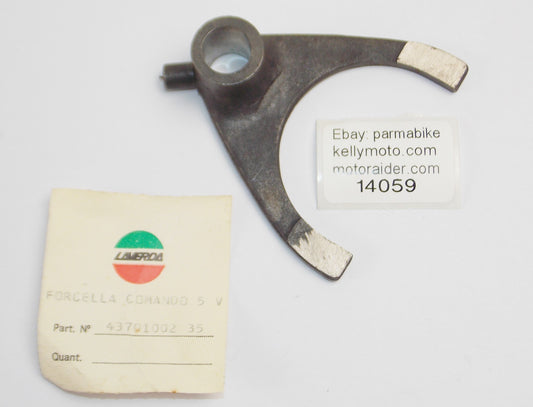 Ebay: parmabike
kellymoto.com
motoraider.com
14059
LAVERDA
FORCELLA COMANDO 5 V
Part. Nº 43701002 35
Quant.